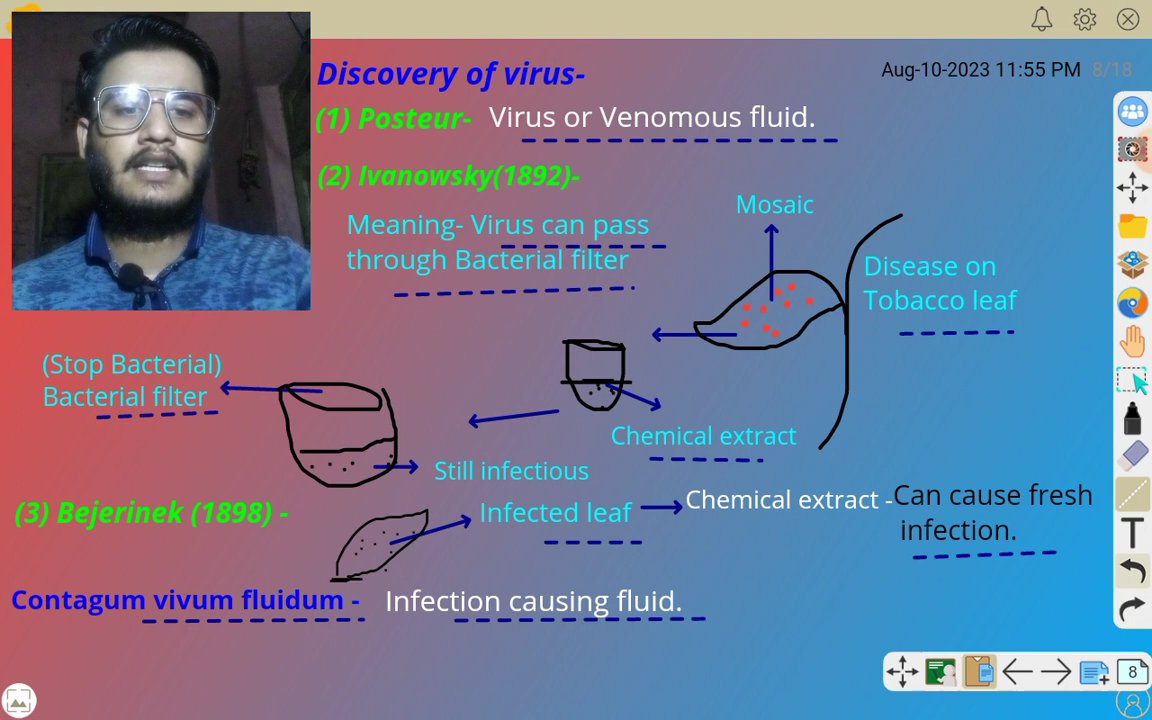 Aug-10-2023 11:55 PM 8/18
Discovery of virus-
(1) Posteur- Virus or Venomous fluid.
(2) Ivanowsky(1892)-
Meaning- Virus can pass
through Bacterial filter
Mosaic
Disease on
Tobacco leaf
(Stop Bacterial)
Bacterial filter
Chemical extract
Still infectious
(3) Bejerinek (1898) -
Infected leaf
Chemical extract -Can cause fresh
infection.
Contagum vivum fluidum - Infection causing fluid.
T
8